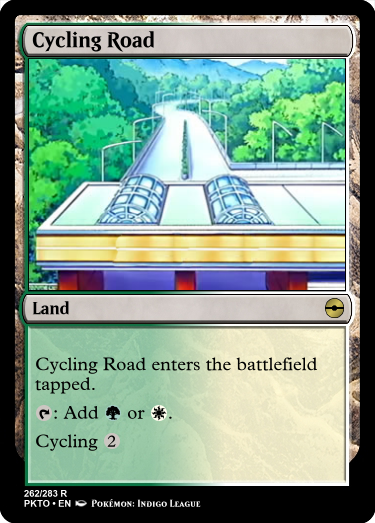 Cycling Road
Land
Cycling Road enters the battlefield
tapped.
: Add or .
Cycling 2
262/283 R
PKTO • EN Pokémon: Indigo League